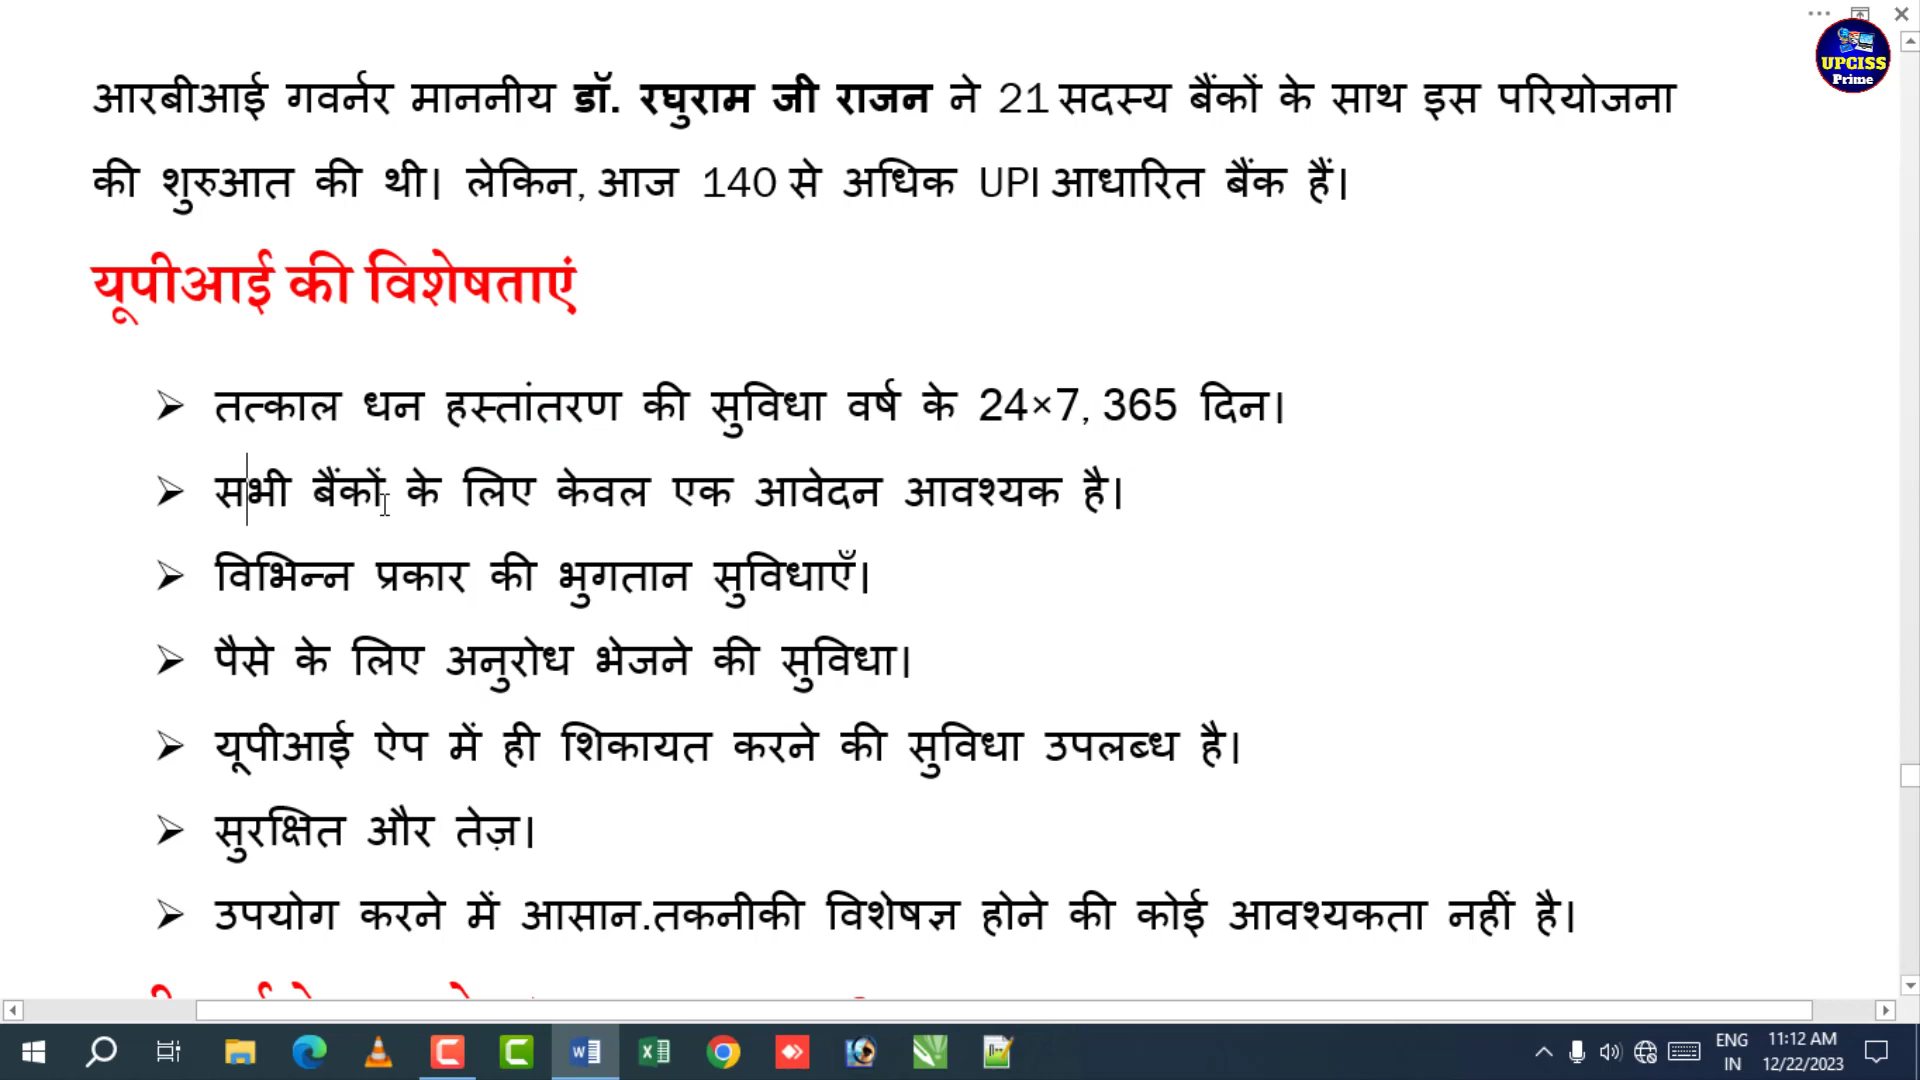 आरबीआई गवर्नर माननीय डॉ. रघुराम जी राजन ने 21 सदस्य बैंकों के साथ इस परियोजना
की शुरुआत की थी। लेकिन, आज 140 से अधिक UPI आधारित बैंक हैं।
यूपीआई की विशेषताएं
➢ तत्काल धन हस्तांतरण की सुविधा वर्ष के 24×7, 365 दिन।
➢ सभी बैंकों के लिए केवल एक आवेदन आवश्यक है।
➢ विभिन्न प्रकार की भुगतान सुविधाएँ।
➢ पैसे के लिए अनुरोध भेजने की सुविधा।
➢ यूपीआई ऐप में ही शिकायत करने की सुविधा उपलब्ध है।
➢ सुरक्षित और तेज़।
➢ उपयोग करने में आसान.तकनीकी विशेषज्ञ होने की कोई आवश्यकता नहीं है।
UPCISS
Prime
ENG
IN
11:12 AM
12/22/2023